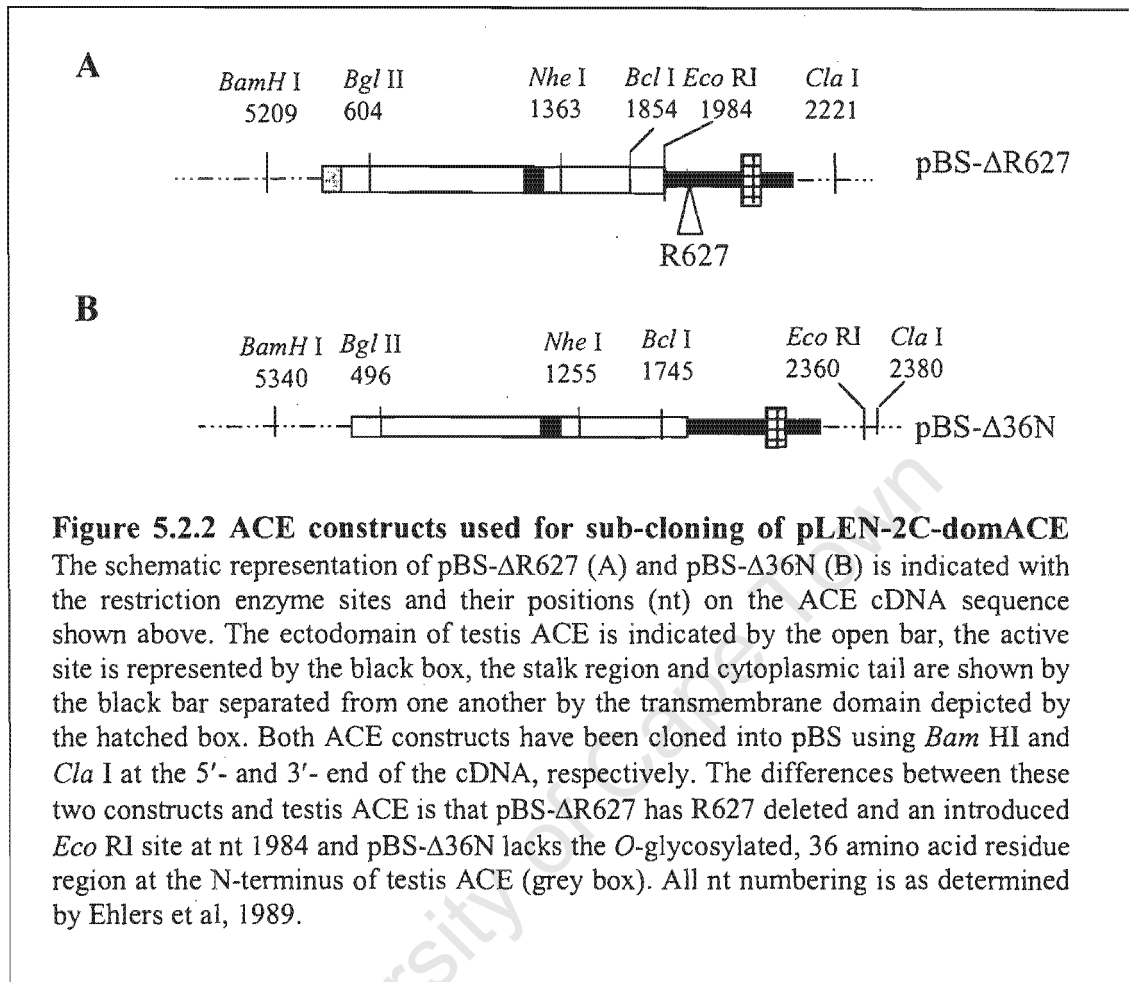 A
BamH I Bgl II Nhe I Bcl I Eco RI Cla I
5209 604 1363 1854 1984 2221
pBS-ΔR627
R627
B
BamH I Bgl II Nhe I Bcl I Eco RI Cla I
5340 496 1255 1745 2360 2380
pBS-Δ36N
Figure 5.2.2 ACE constructs used for sub-cloning of pLEN-2C-domACE
The schematic representation of pBS-ΔR627 (A) and pBS-Δ36N (B) is indicated with
the restriction enzyme sites and their positions (nt) on the ACE cDNA sequence
shown above. The ectodomain of testis ACE is indicated by the open bar, the active
site is represented by the black box, the stalk region and cytoplasmic tail are shown by
the black bar separated from one another by the transmembrane domain depicted by
the hatched box. Both ACE constructs have been cloned into pBS using Bam HI and
Cla I at the 5′- and 3′- end of the cDNA, respectively. The differences between these
two constructs and testis ACE is that pBS-ΔR627 has R627 deleted and an introduced
Eco RI site at nt 1984 and pBS-Δ36N lacks the O-glycosylated, 36 amino acid residue
region at the N-terminus of testis ACE (grey box). All nt numbering is as determined
by Ehlers et al, 1989.
ersity of Cape Town